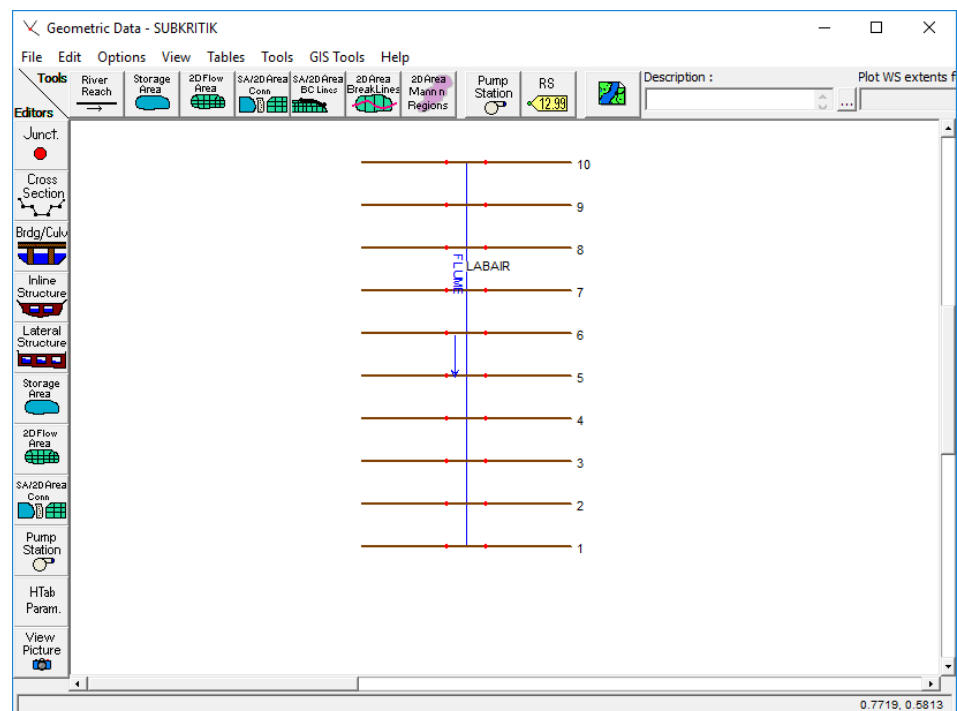 Geometric Data - SUBKRITIK
File Edit Options View Tables Tools GIS Tools Help
Tools
Editors
River Reach
Storage Area
2D Flow Area
SA/2D Area Conn
SA/2D Area BC Lines
2D Area BreakLines
2D Area Mann n Regions
Pump Station
RS
12.99
Description :
...
Plot WS extents f
Junct.
Cross Section
Brdg/Culv
Inline Structure
Lateral Structure
Storage Area
2D Flow Area
SA/2D Area Conn
Pump Station
HTab Param.
View Picture
10
9
8
FLUME
LABAIR
7
6
5
4
3
2
1
0.7719, 0.5813